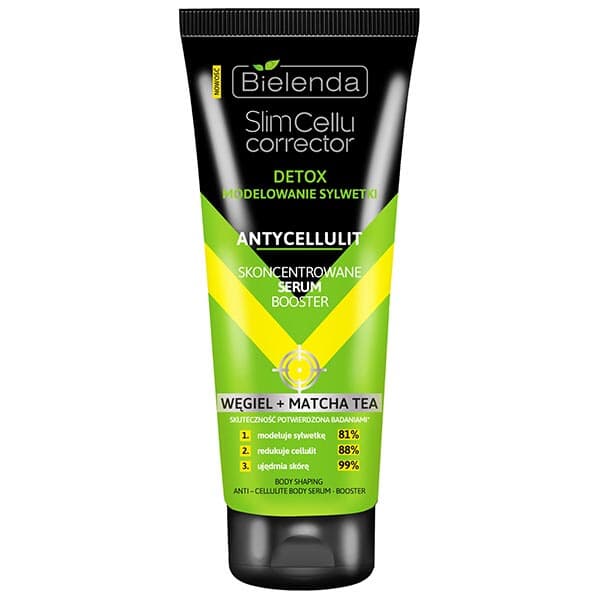 NOWOŚĆ
Bielenda
SlimCellu
corrector
DETOX
MODELOWANIE SYLWETKI
ANTYCELLULIT
SKONCENTROWANE
SERUM
BOOSTER
WĘGIEL + MATCHA TEA
SKUTECZNOŚĆ POTWIERDZONA BADANIAMI*
1. modeluje sylwetkę 81%
2. redukuje cellulit 88%
3. ujędrnia skórę 99%
BODY SHAPING
ANTI – CELLULITE BODY SERUM - BOOSTER